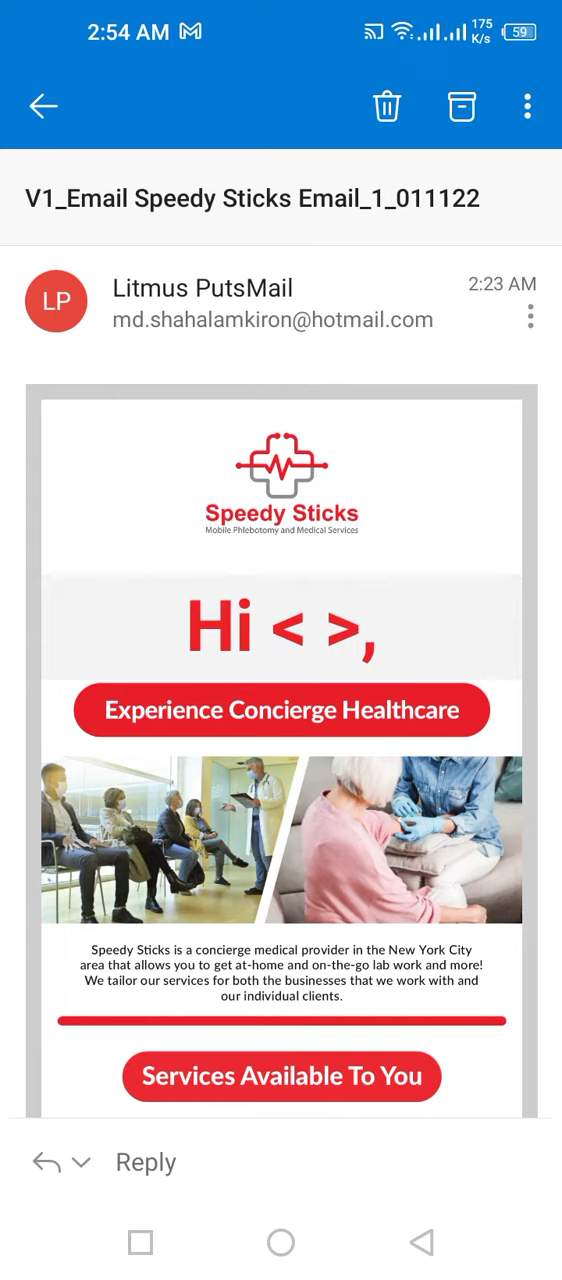 2:54 AM
175
K/s
59
V1_Email Speedy Sticks Email_1_011122
LP
Litmus PutsMail
2:23 AM
md.shahalamkiron@hotmail.com
Speedy Sticks
Mobile Phlebotomy and Medical Services
Hi < >,
Experience Concierge Healthcare
Speedy Sticks is a concierge medical provider in the New York City
area that allows you to get at-home and on-the-go lab work and more!
We tailor our services for both the businesses that we work with and
our individual clients.
Services Available To You
Reply